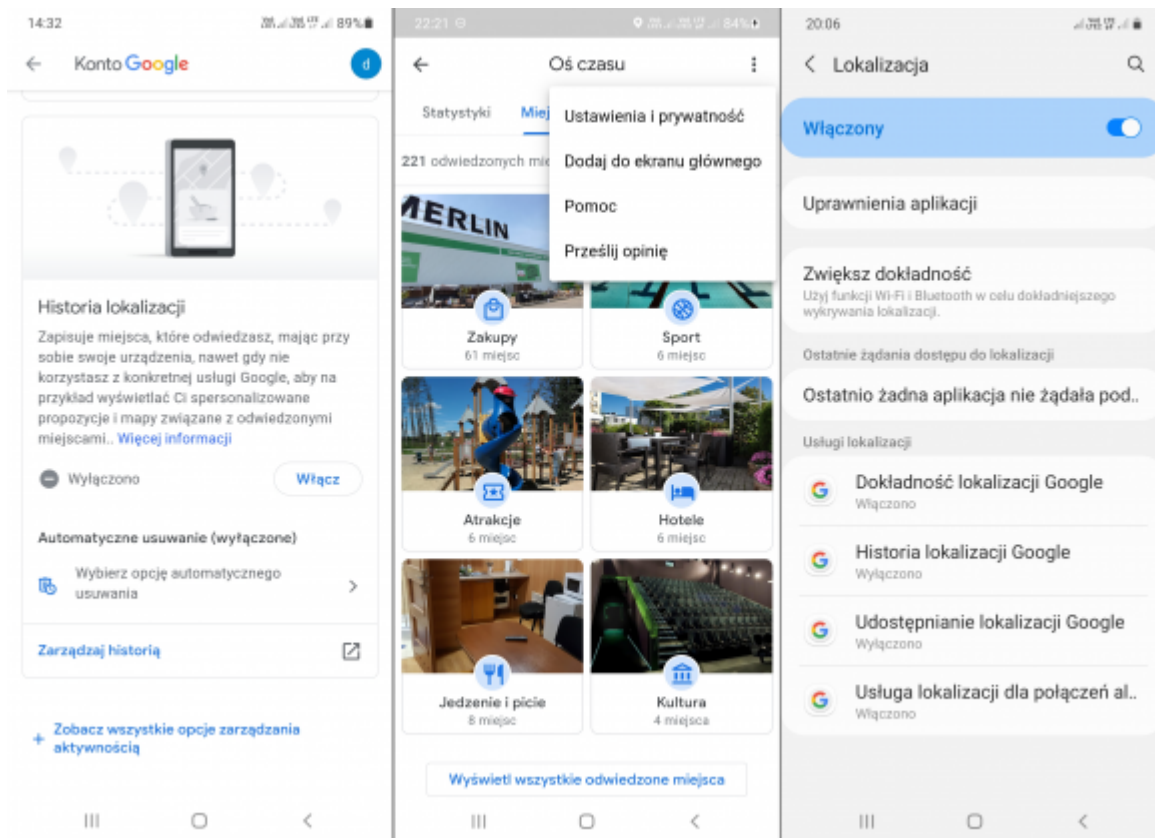 14:32
89%
Konto Google
d
Historia lokalizacji
Zapisuje miejsca, które odwiedzasz, mając przy
sobie swoje urządzenia, nawet gdy nie
korzystasz z konkretnej usługi Google, aby na
przykład wyświetlać Ci spersonalizowane
propozycje i mapy związane z odwiedzonymi
miejscami.. Więcej informacji
Wyłączono
Włącz
Automatyczne usuwanie (wyłączone)
Wybierz opcję automatycznego
usuwania
Zarządzaj historią
+ Zobacz wszystkie opcje zarządzania
aktywnością
22:21
84%
Oś czasu
Statystyki
Miej
221 odwiedzonych mie
Ustawienia i prywatność
Dodaj do ekranu głównego
Pomoc
Prześlij opinię
MERLIN
Zakupy
61 miejsc
Sport
6 miejsc
Atrakcje
6 miejsc
Hotele
6 miejsc
Jedzenie i picie
8 miejsc
Kultura
4 miejsca
Wyświetl wszystkie odwiedzone miejsca
20:06
Lokalizacja
Włączony
Uprawnienia aplikacji
Zwiększ dokładność
Użyj funkcji Wi-Fi i Bluetooth w celu dokładniejszego
wykrywania lokalizacji.
Ostatnie żądania dostępu do lokalizacji
Ostatnio żadna aplikacja nie żądała pod..
Usługi lokalizacji
Dokładność lokalizacji Google
Włączono
Historia lokalizacji Google
Wyłączono
Udostępnianie lokalizacji Google
Wyłączono
Usługa lokalizacji dla połączeń al..
Włączono